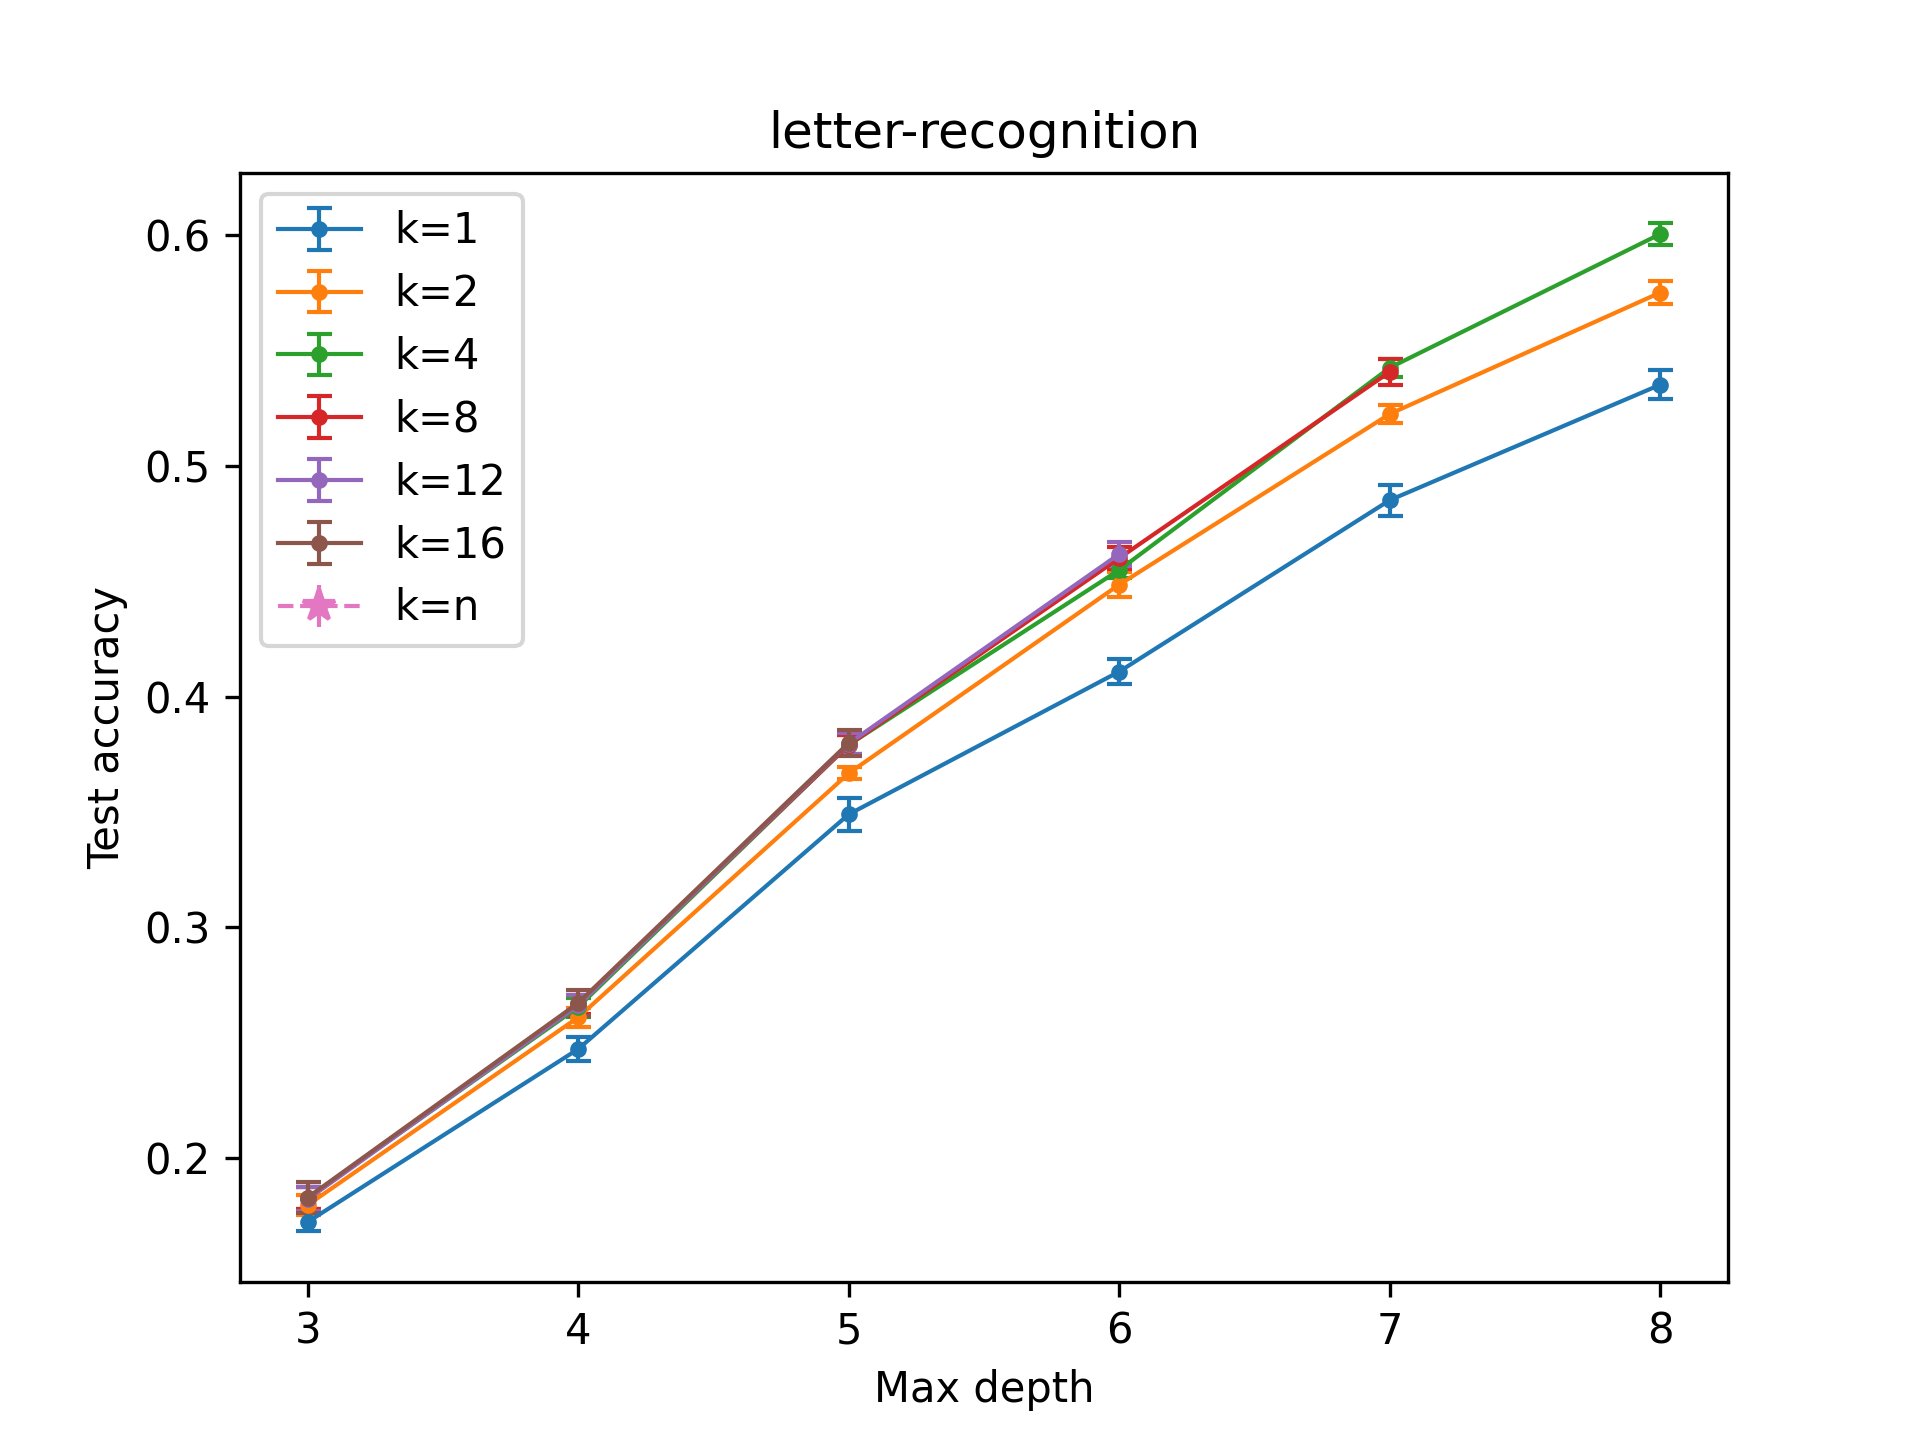 letter-recognition
k=1
k=2
k=4
k=8
k=12
k=16
k=n
0.6
0.5
0.4
0.3
0.2
Test accuracy
3 4 5 6 7 8
Max depth